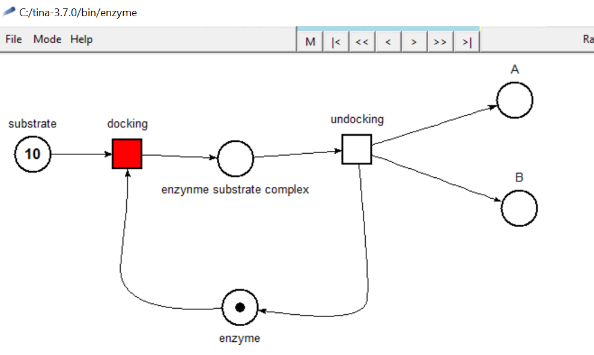 C:/tina-3.7.0/bin/enzyme
File Mode Help M |< << < > >> >| Ra
A
substrate docking undocking
10
enzynme substrate complex
B
enzyme